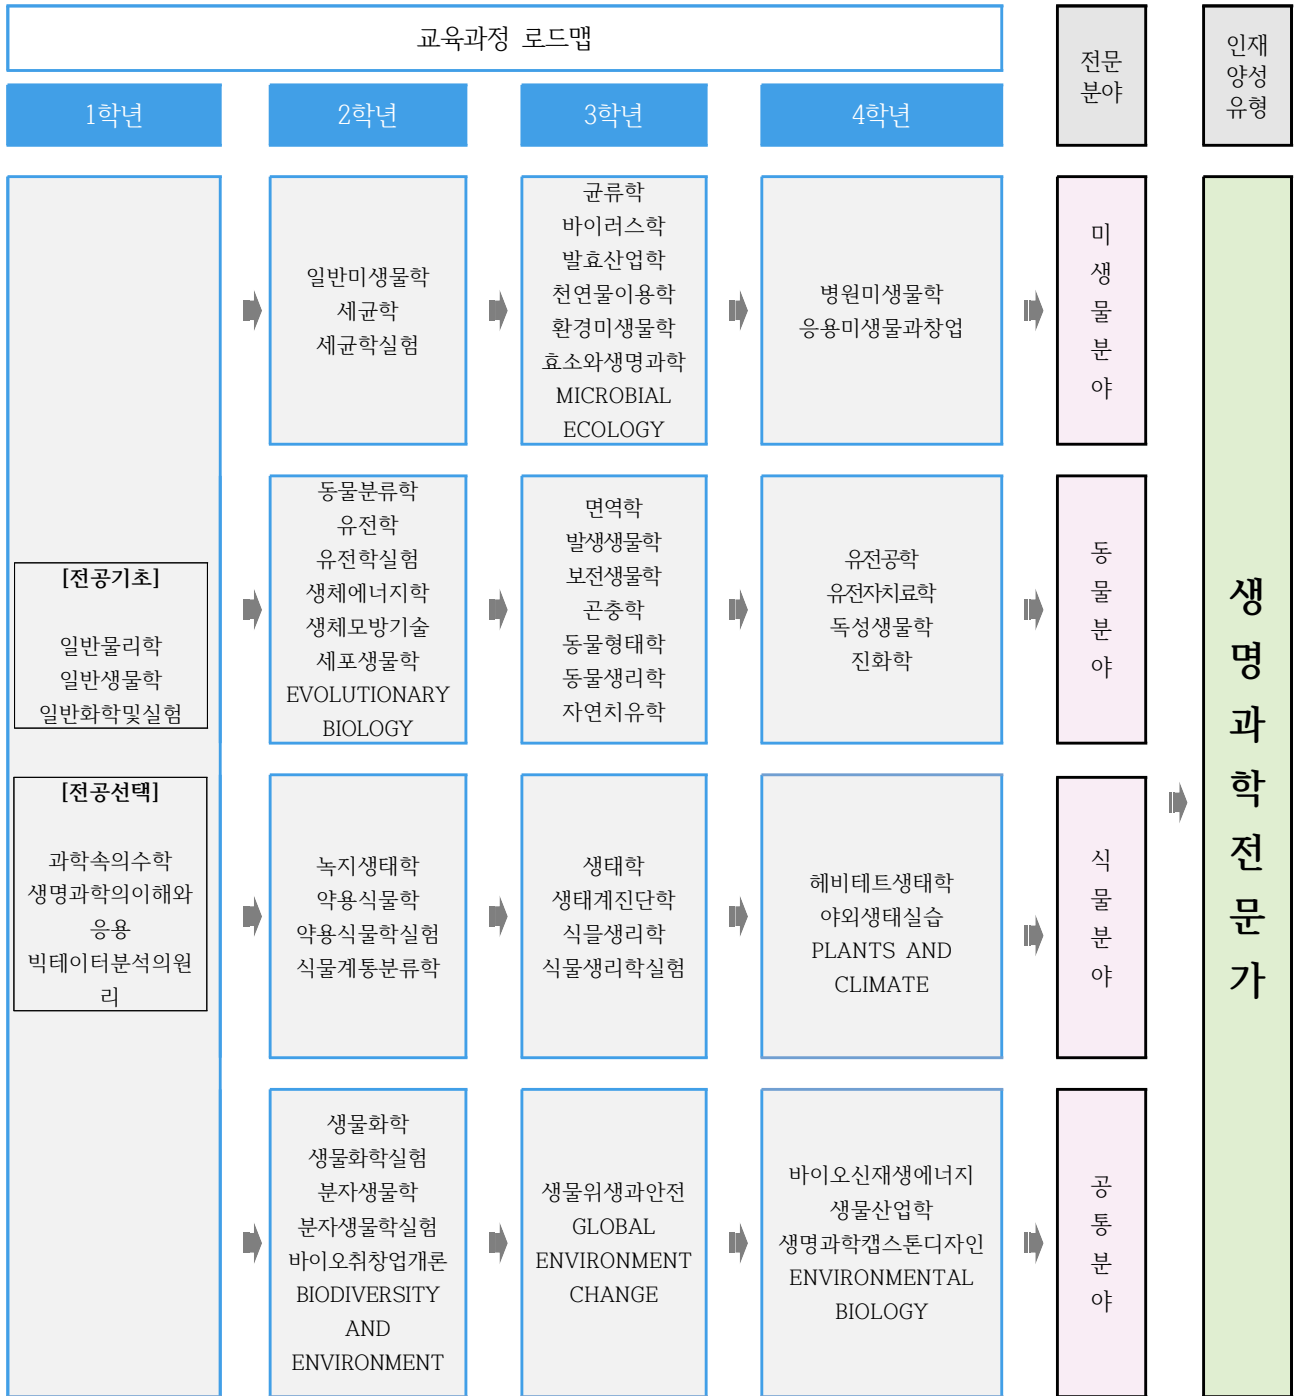 교육과정 로드맵
전문
분야
인재
양성
유형
1학년
2학년
3학년
4학년
[전공기초]
일반물리학
일반생물학
일반화학및실험
[전공선택]
과학속의수학
생명과학의이해와
응용
빅테이터분석의원
리
일반미생물학
세균학
세균학실험
균류학
바이러스학
발효산업학
천연물이용학
환경미생물학
효소와생명과학
MICROBIAL
ECOLOGY
병원미생물학
응용미생물과창업
미
생
물
분
야
동물분류학
유전학
유전학실험
생체에너지학
생체모방기술
세포생물학
EVOLUTIONARY
BIOLOGY
면역학
발생생물학
보전생물학
곤충학
동물형태학
동물생리학
자연치유학
유전공학
유전자치료학
독성생물학
진화학
동
물
분
야
녹지생태학
약용식물학
약용식물학실험
식물계통분류학
생태학
생태계진단학
식믈생리학
식물생리학실험
헤비테트생태학
야외생태실습
PLANTS AND
CLIMATE
식
물
분
야
생물화학
생물화학실험
분자생물학
분자생물학실험
바이오취창업개론
BIODIVERSITY
AND
ENVIRONMENT
생물위생과안전
GLOBAL
ENVIRONMENT
CHANGE
바이오신재생에너지
생물산업학
생명과학캡스톤디자인
ENVIRONMENTAL
BIOLOGY
공
통
분
야
생
명
과
학
전
문
가